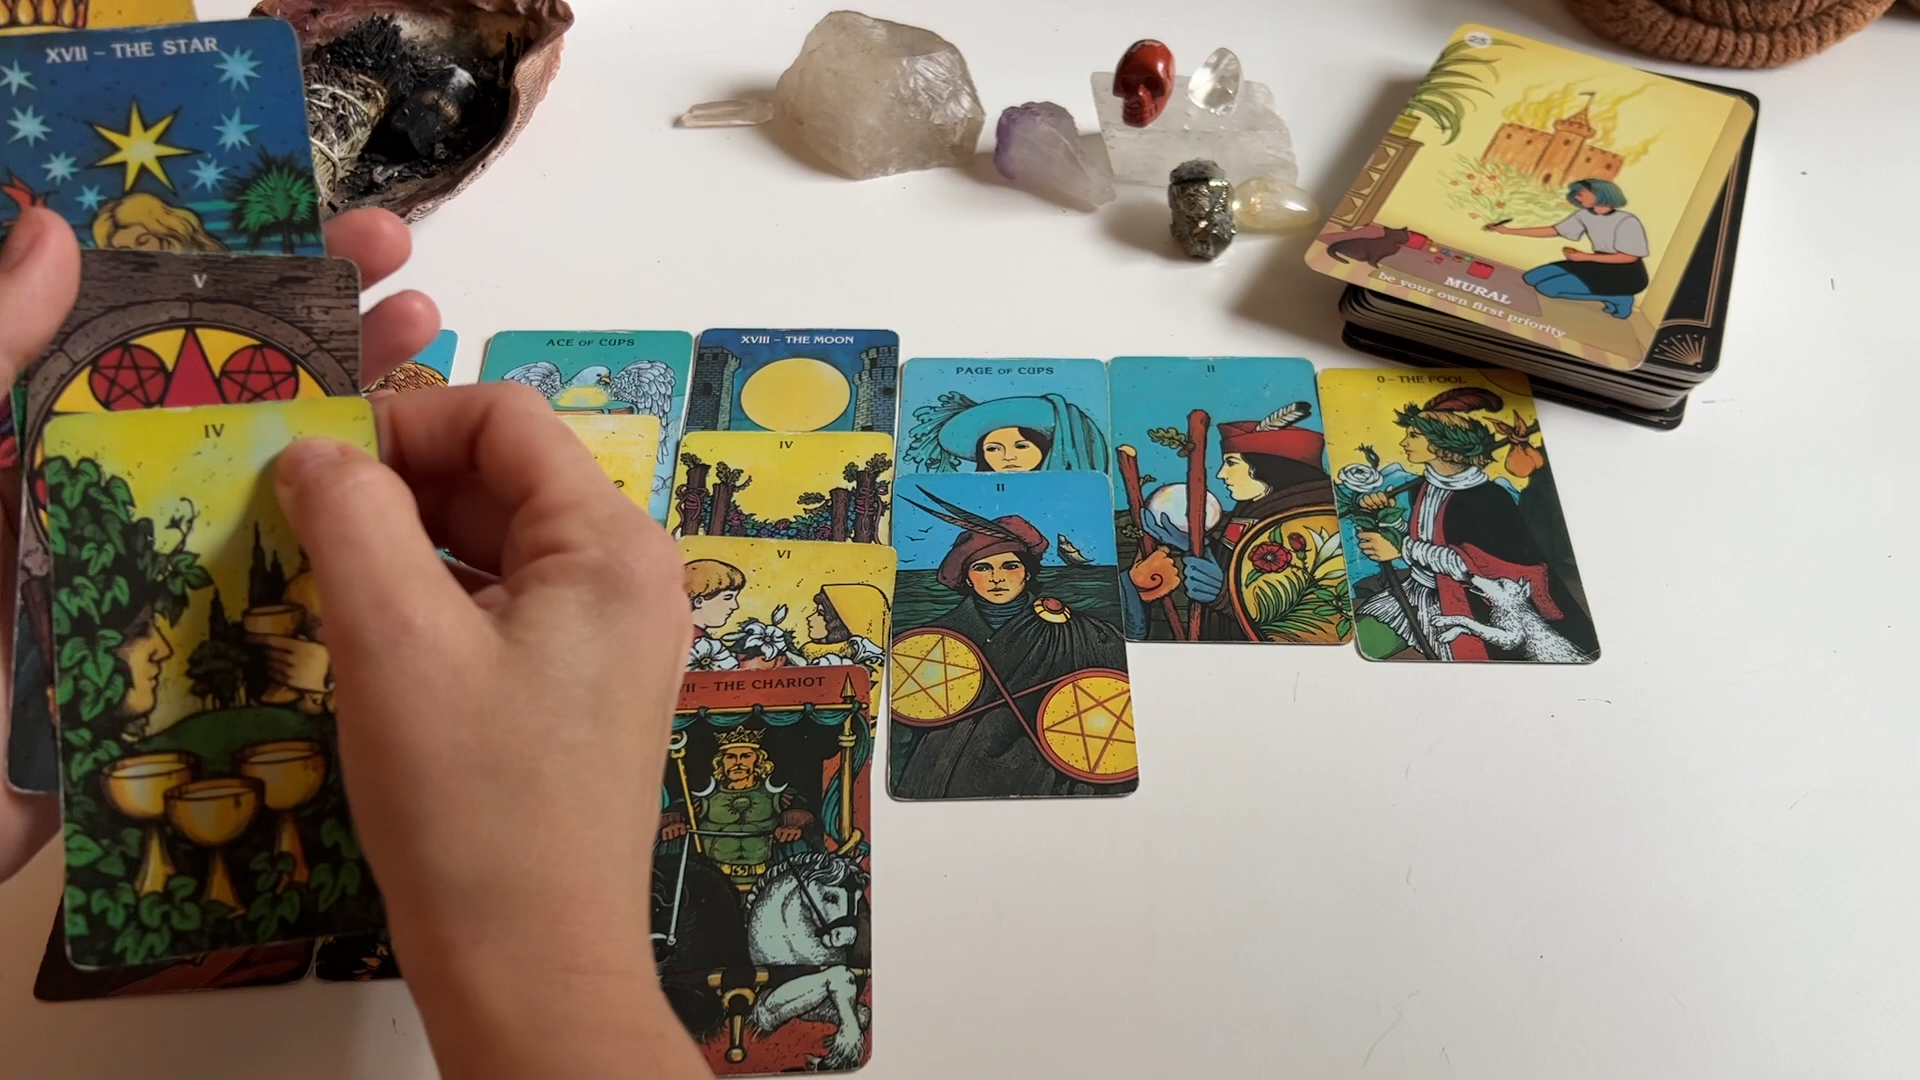 XVII – THE STAR
V
IV
ACE OF CUPS
XVIII – THE MOON
IV
VI
VII – THE CHARIOT
PAGE OF CUPS
II
II
0 – THE FOOL
25
MURAL
be your own first priority